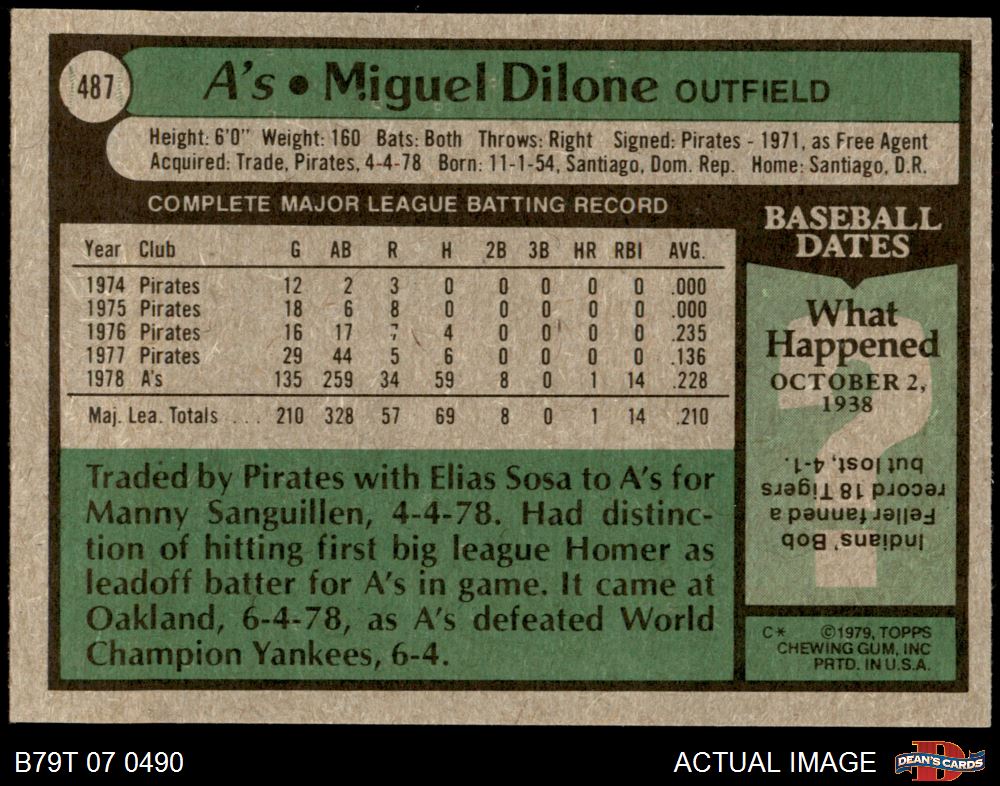 487
A's • Miguel Dilone OUTFIELD
Height: 6'0" Weight: 160 Bats: Both Throws: Right Signed: Pirates - 1971, as Free Agent
Acquired: Trade, Pirates, 4-4-78 Born: 11-1-54, Santiago, Dom. Rep. Home: Santiago, D.R.
COMPLETE MAJOR LEAGUE BATTING RECORD
Year Club G AB R H 2B 3B HR RBI AVG.
1974 Pirates 12 2 3 0 0 0 0 0 .000
1975 Pirates 18 6 8 0 0 0 0 0 .000
1976 Pirates 16 17 7 4 0 0 0 0 .235
1977 Pirates 29 44 5 6 0 0 0 0 .136
1978 A's 135 259 34 59 8 0 1 14 .228
Maj. Lea. Totals . . . 210 328 57 69 8 0 1 14 .210
Traded by Pirates with Elias Sosa to A's for
Manny Sanguillen, 4-4-78. Had distinc-
tion of hitting first big league Homer as
leadoff batter for A's in game. It came at
Oakland, 6-4-78, as A's defeated World
Champion Yankees, 6-4.
BASEBALL
DATES
What
Happened
OCTOBER 2,
1938
Indians' Bob
Feller fanned a
record 18 Tigers
but lost, 4-1.
C* ©1979, TOPPS
CHEWING GUM, INC
PRTD. IN U.S.A.
B79T 07 0490
ACTUAL IMAGE
D
DEAN'S CARDS